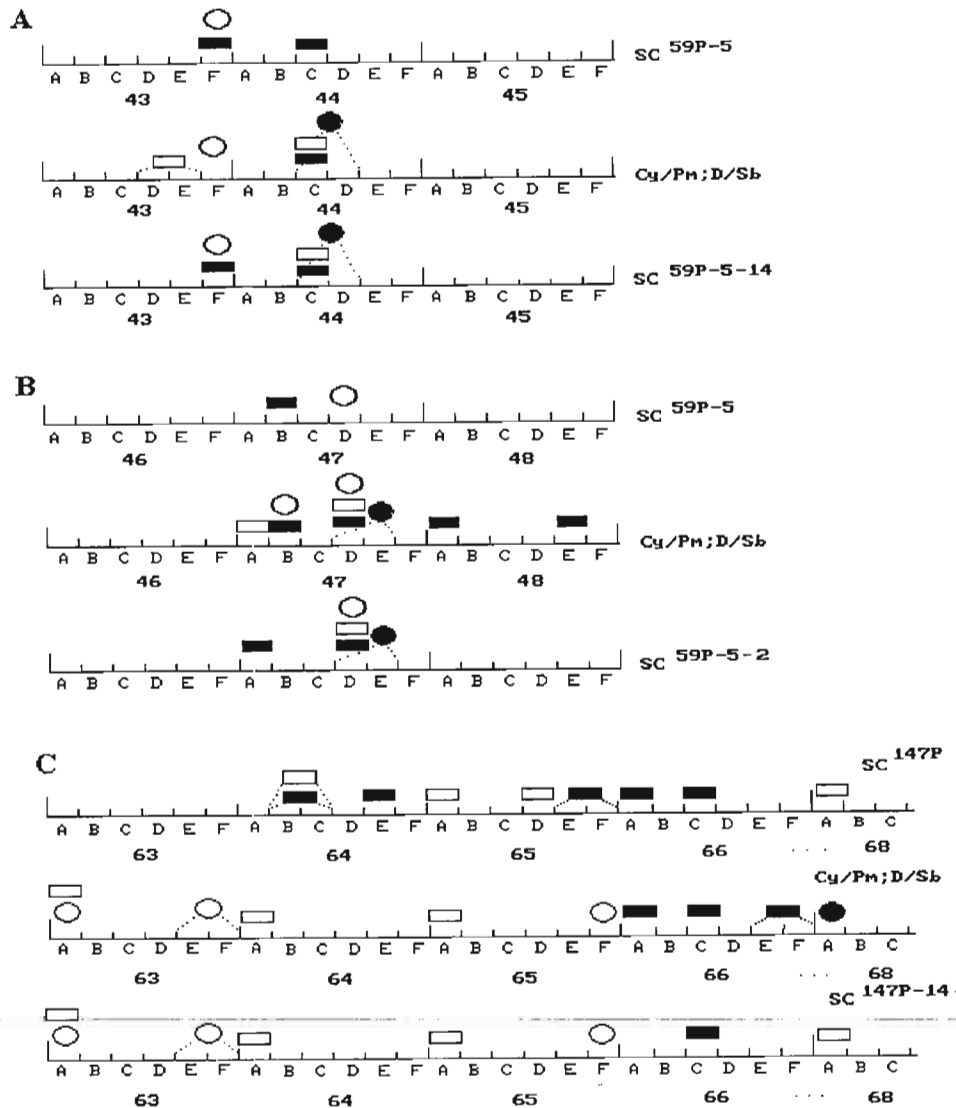 A
SC 59P-5
A B C D E F A B C D E F A B C D E F
43 44 45
Cy/Pm;D/Sb
A B C D E F A B C D E F A B C D E F
43 44 45
SC 59P-5-14
A B C D E F A B C D E F A B C D E F
43 44 45
B
SC 59P-5
A B C D E F A B C D E F A B C D E F
46 47 48
Cy/Pm;D/Sb
A B C D E F A B C D E F A B C D E F
46 47 48
SC 59P-5-2
A B C D E F A B C D E F A B C D E F
46 47 48
C
SC 147P
A B C D E F A B C D E F A B C D E F A B C D E F A B C
63 64 65 66 ... 68
Cy/Pm;D/Sb
A B C D E F A B C D E F A B C D E F A B C D E F A B C
63 64 65 66 ... 68
SC 147P-14
A B C D E F A B C D E F A B C D E F A B C D E F A B C
63 64 65 66 ... 68